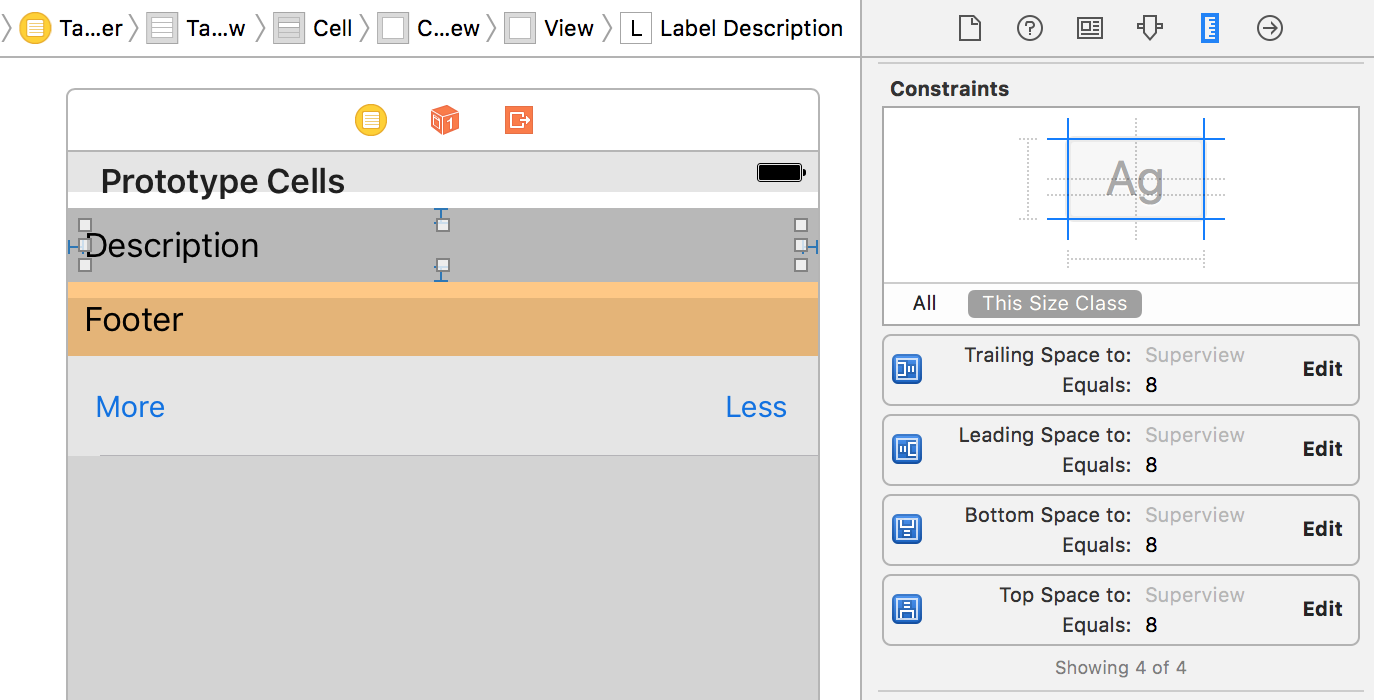 Ta...er Ta...w Cell C...ew View L Label Description
1
Prototype Cells
Description
Footer
More Less
Constraints
Ag
All This Size Class
Trailing Space to: Superview
Equals: 8
Edit
Leading Space to: Superview
Equals: 8
Edit
Bottom Space to: Superview
Equals: 8
Edit
Top Space to: Superview
Equals: 8
Edit
Showing 4 of 4